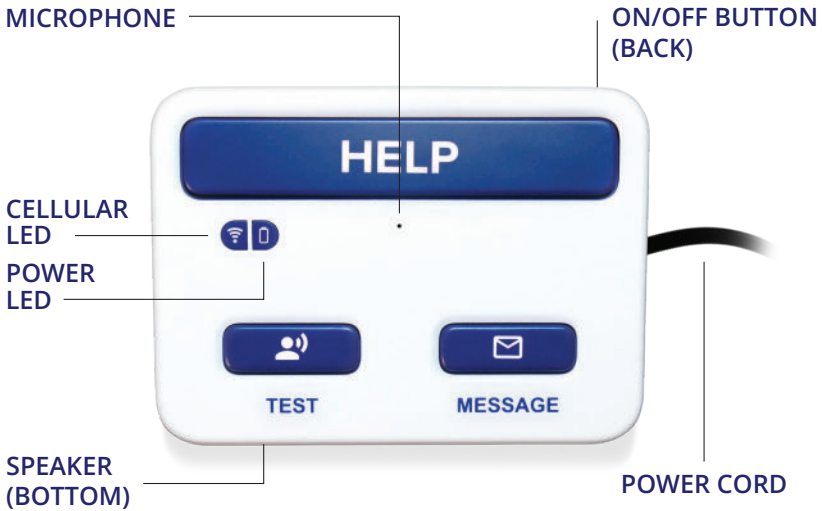 MICROPHONE
ON/OFF BUTTON
(BACK)
HELP
CELLULAR
LED
POWER
LED
TEST
MESSAGE
SPEAKER
(BOTTOM)
POWER CORD